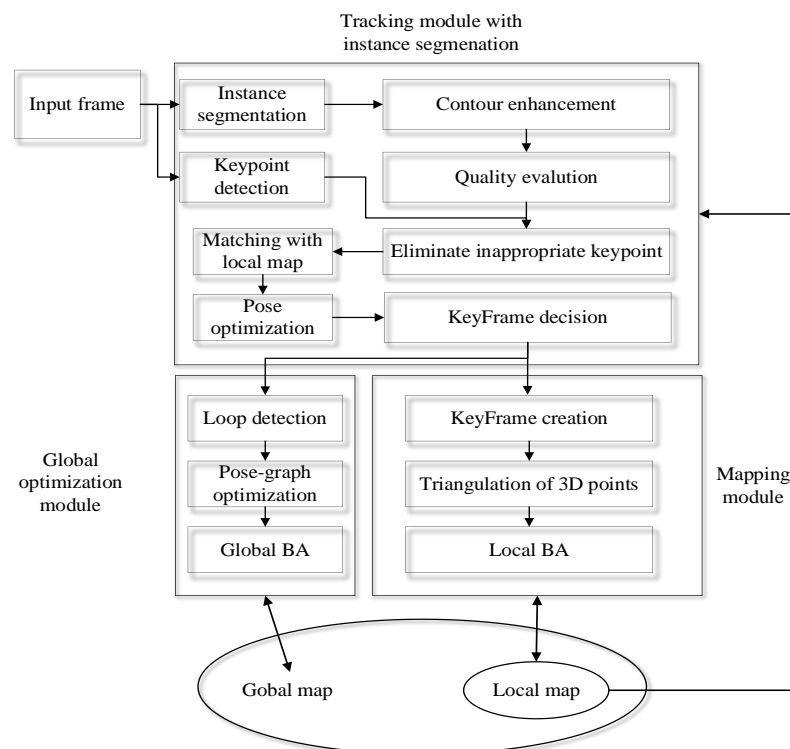 Tracking module with
instance segmenation
Input frame
Instance
segmentation
Contour enhancement
Keypoint
detection
Quality evalution
Matching with
local map
Eliminate inappropriate keypoint
Pose
optimization
KeyFrame decision
Loop detection
KeyFrame creation
Global
optimization
module
Pose-graph
optimization
Triangulation of 3D points
Mapping
module
Global BA
Local BA
Gobal map
Local map